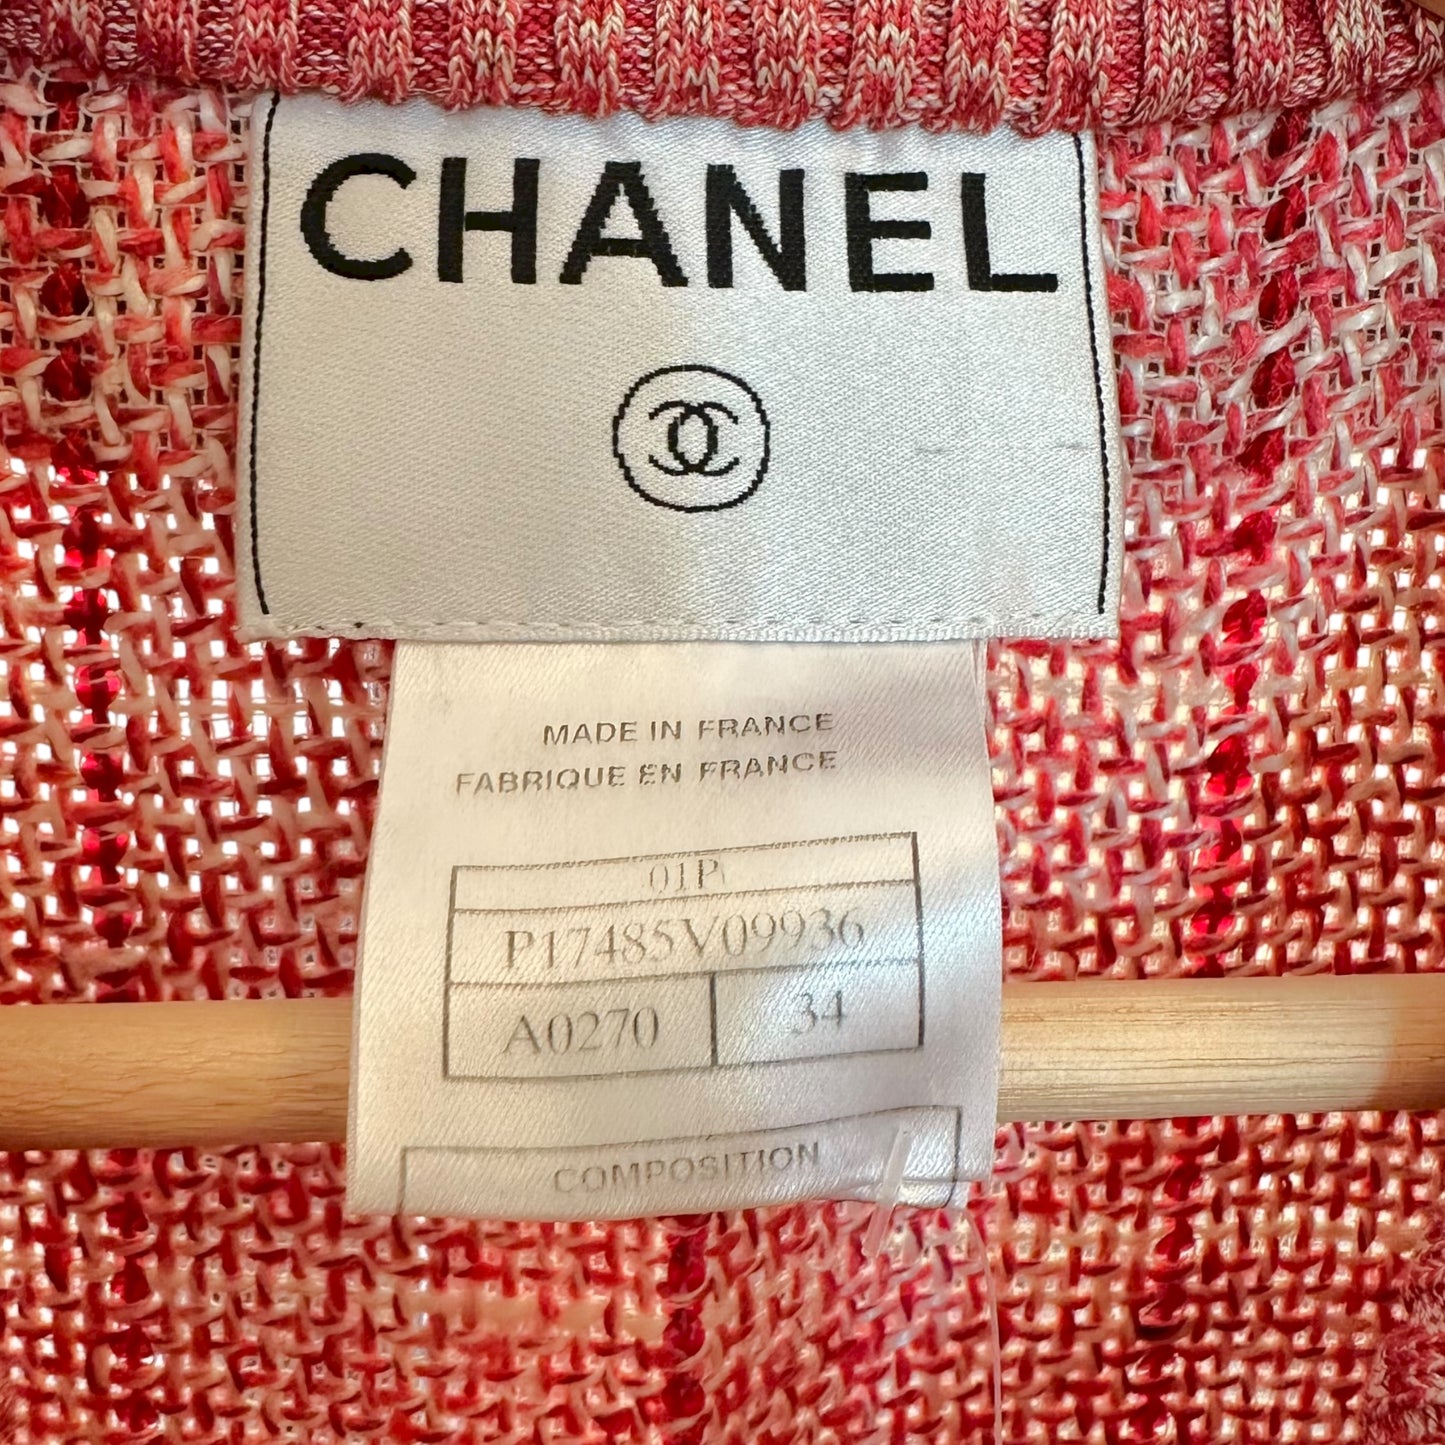 CHANEL
MADE IN FRANCE
FABRIQUE EN FRANCE
01P
P17485V09936
A0270 34
COMPOSITION